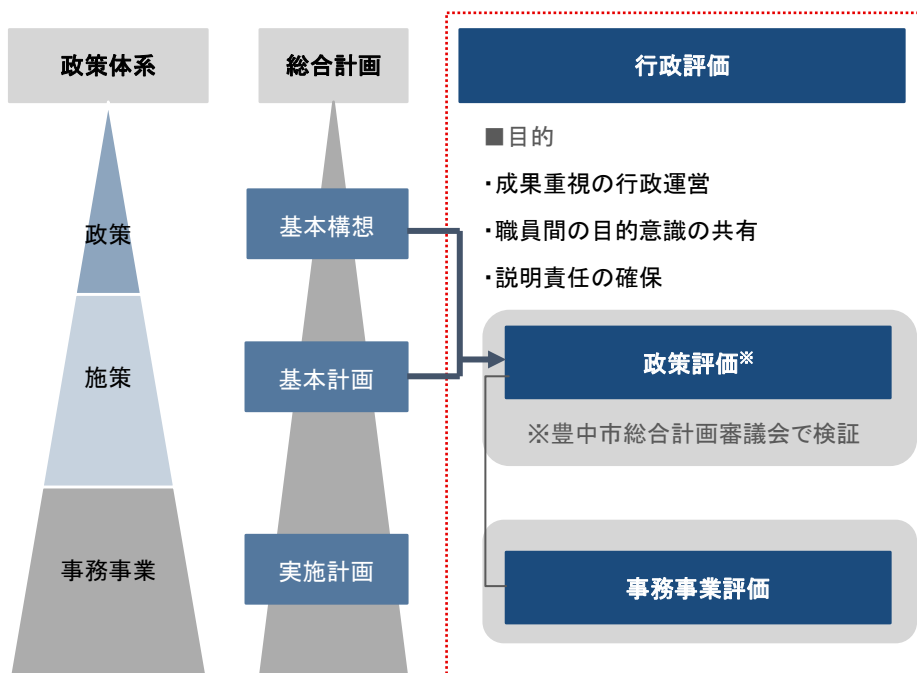 政策体系
総合計画
行政評価
■目的
・成果重視の行政運営
・職員間の目的意識の共有
・説明責任の確保
政策
基本構想
施策
基本計画
政策評価※
※豊中市総合計画審議会で検証
事務事業
実施計画
事務事業評価